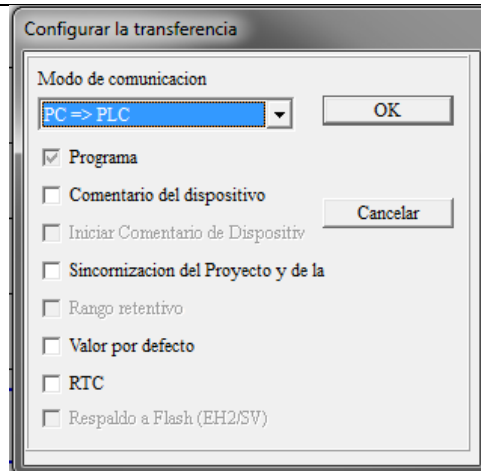 Configurar la transferencia
Modo de comunicacion
PC => PLC
OK
Programa
Comentario del dispositivo
Cancelar
Iniciar Comentario de Dispositiv
Sincornizacion del Proyecto y de la
Rango retentivo
Valor por defecto
RTC
Respaldo a Flash (EH2/SV)